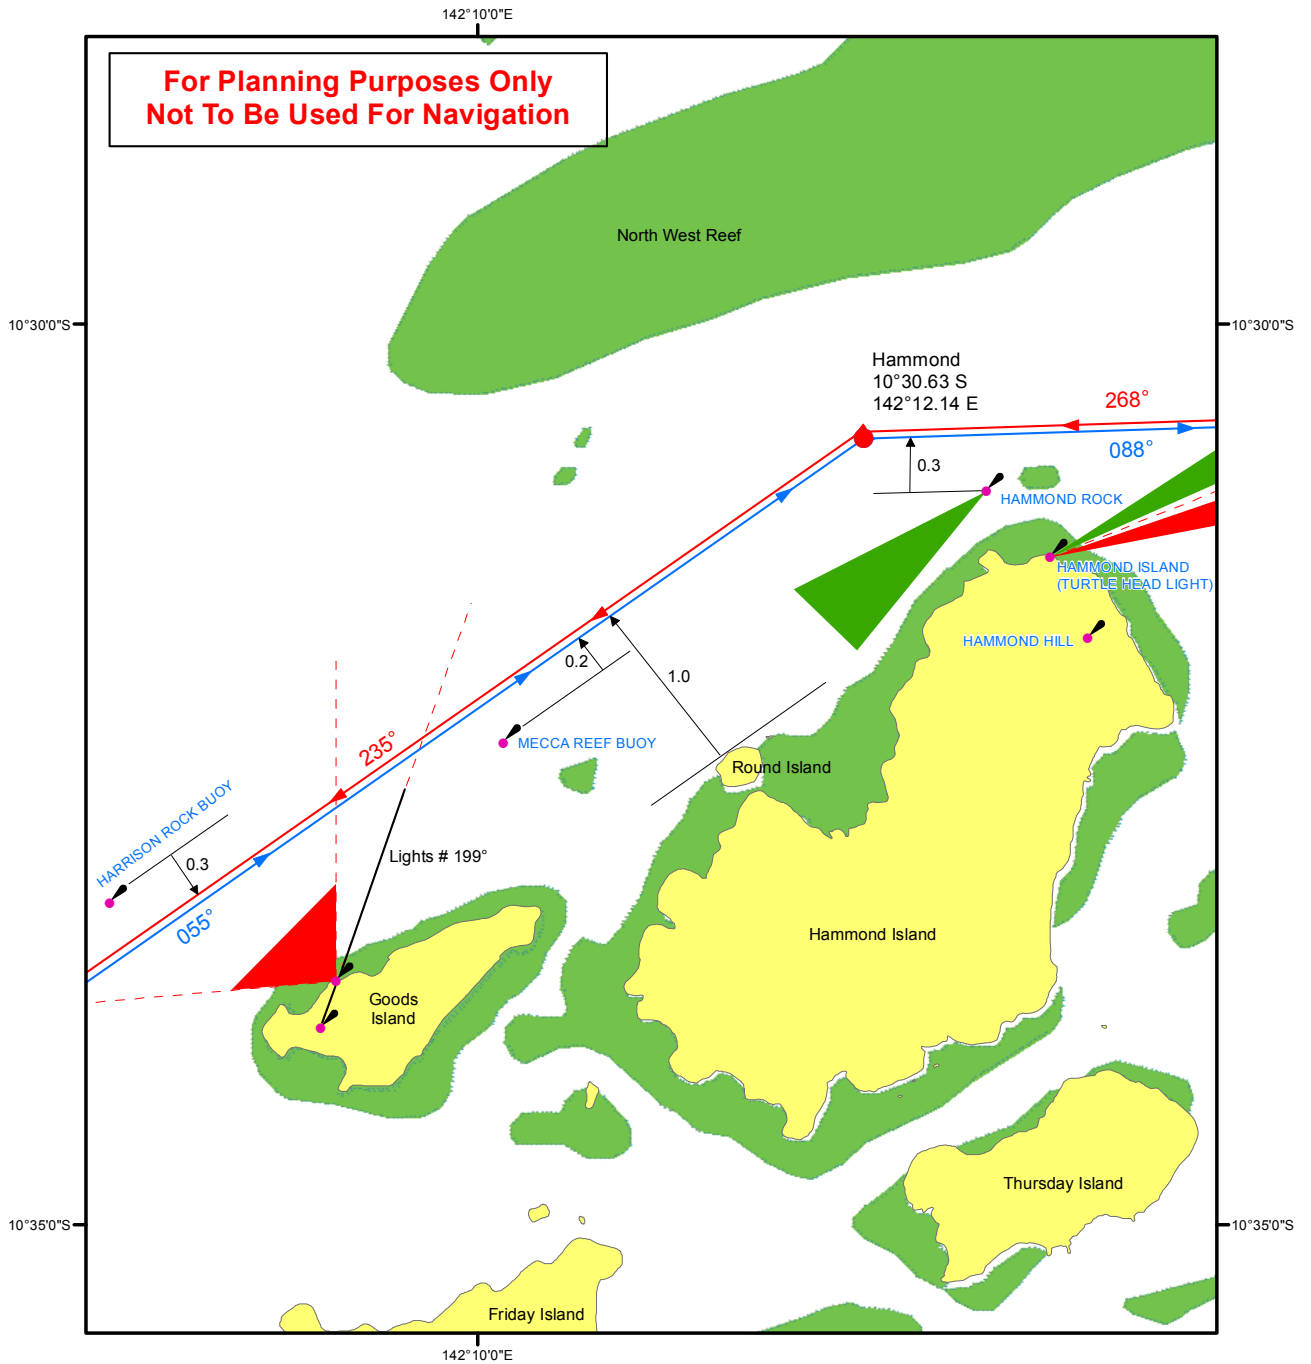 142°10'0"E
For Planning Purposes Only
Not To Be Used For Navigation
North West Reef
10°30'0"S
10°30'0"S
Hammond
10°30.63 S
142°12.14 E
268°
088°
0.3
HAMMOND ROCK
HAMMOND ISLAND
(TURTLE HEAD LIGHT)
HAMMOND HILL
0.2
1.0
235°
MECCA REEF BUOY
Round Island
HARRISON ROCK BUOY
0.3
Lights # 199°
055°
Hammond Island
Goods
Island
Thursday Island
10°35'0"S
10°35'0"S
Friday Island
142°10'0"E